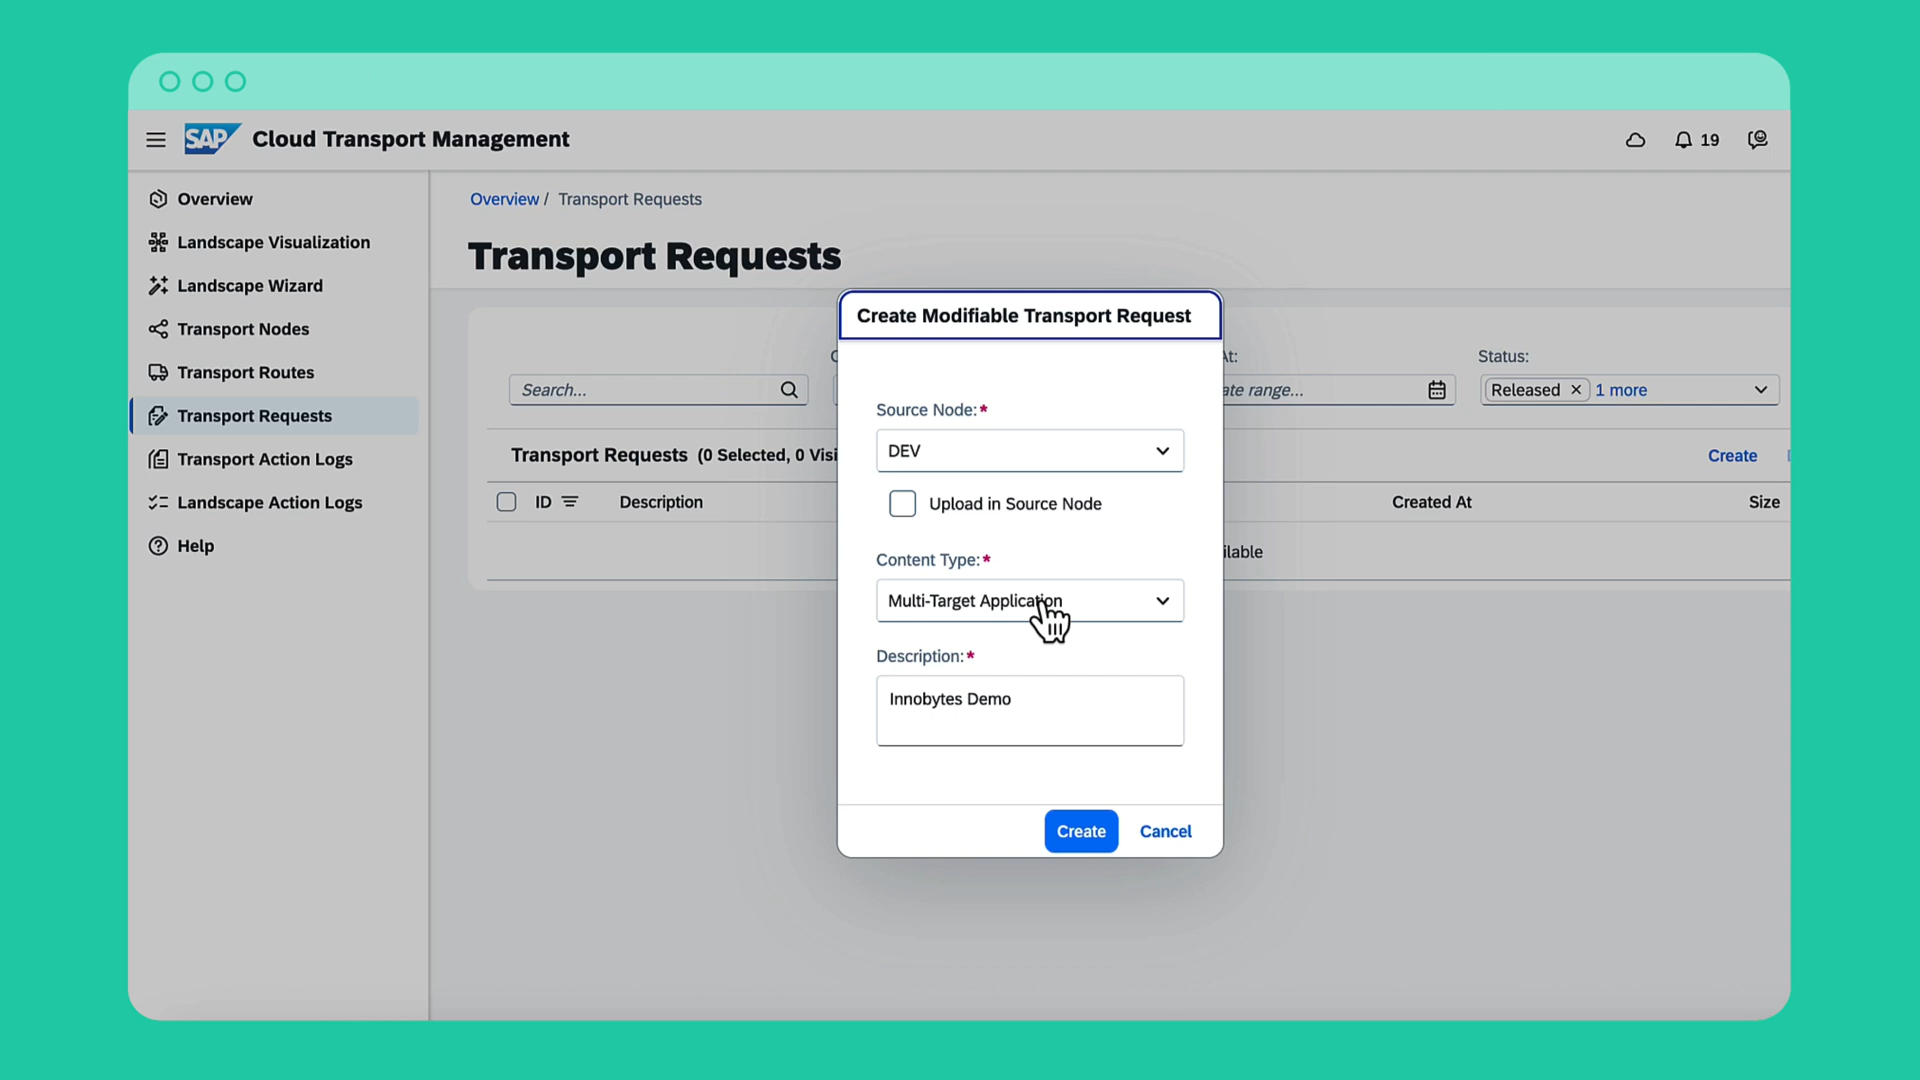 SAP Cloud Transport Management
19
Overview
Landscape Visualization
Landscape Wizard
Transport Nodes
Transport Routes
Transport Requests
Transport Action Logs
Landscape Action Logs
Help
Overview / Transport Requests
Transport Requests
At:
Status:
Search...
ate range...
Released
1 more
Transport Requests (0 Selected, 0 Visi
Create
ID
Description
Created At
Size
ilable
Create Modifiable Transport Request
Source Node:*
DEV
Upload in Source Node
Content Type:*
Multi-Target Application
Description:*
Innobytes Demo
Create
Cancel